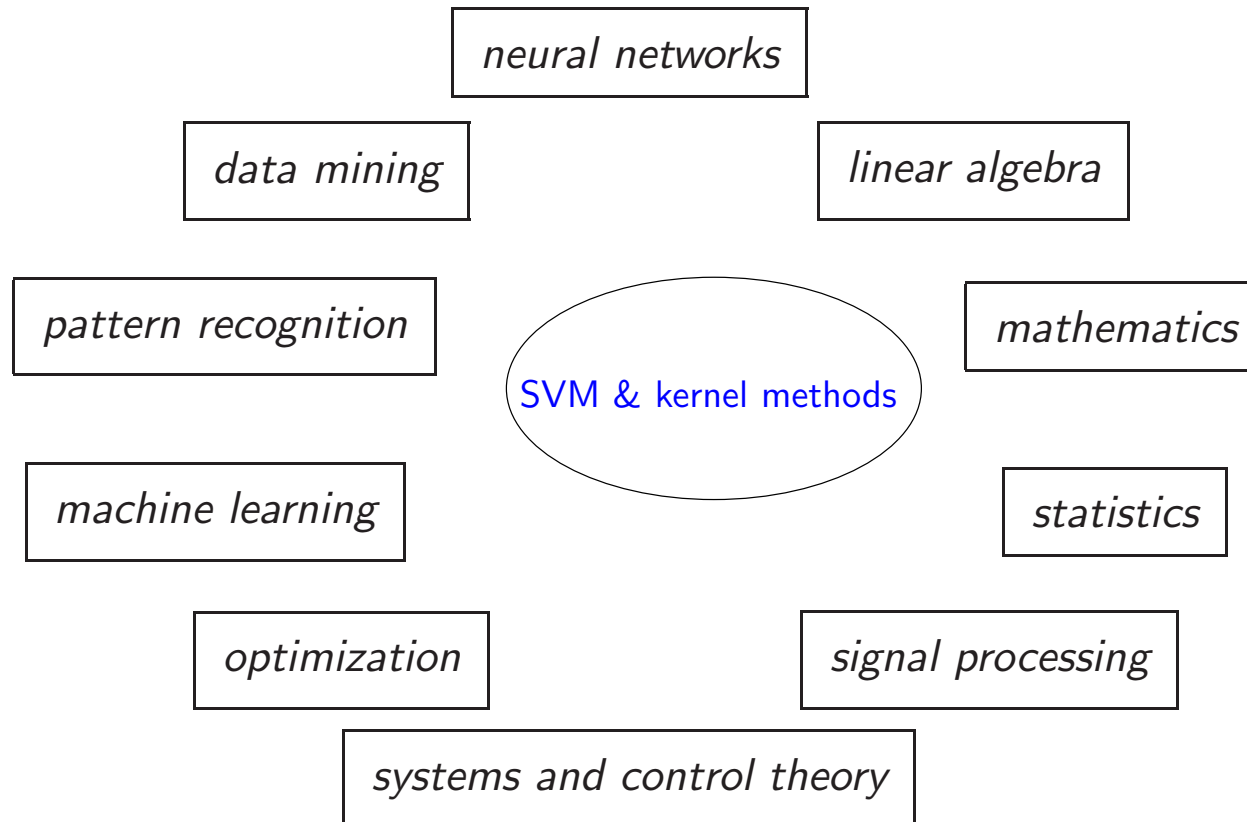 neural networks
data mining
linear algebra
pattern recognition
mathematics
SVM & kernel methods
machine learning
statistics
optimization
signal processing
systems and control theory